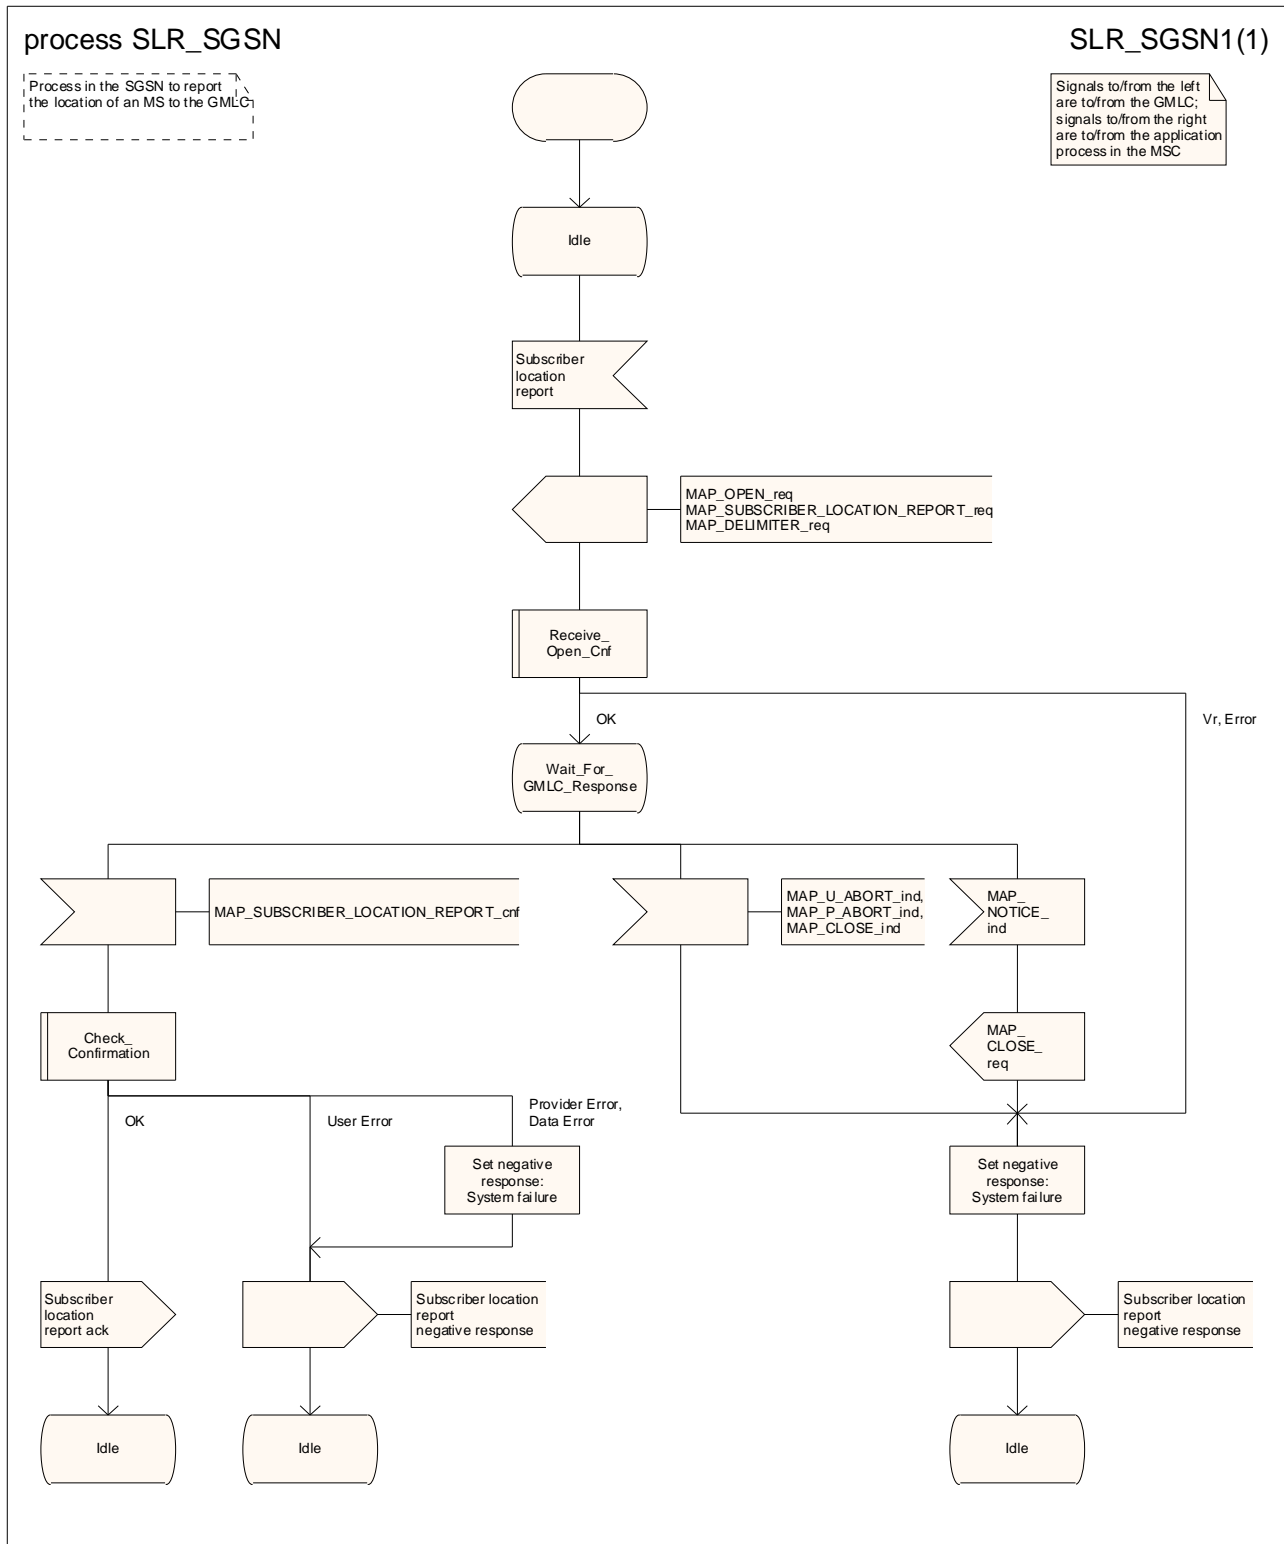 process SLR_SGSN
SLR_SGSN1(1)
Process in the SGSN to report
the location of an MS to the GMLC
Signals to/from the left
are to/from the GMLC;
signals to/from the right
are to/from the application
process in the MSC
Idle
Subscriber
location
report
MAP_OPEN_req
MAP_SUBSCRIBER_LOCATION_REPORT_req
MAP_DELIMITER_req
Receive_
Open_Cnf
OK
Vr, Error
Wait_For_
GMLC_Response
MAP_SUBSCRIBER_LOCATION_REPORT_cnf
MAP_U_ABORT_ind,
MAP_P_ABORT_ind,
MAP_CLOSE_ind
MAP_
NOTICE_
ind
Check_
Confirmation
MAP_
CLOSE_
req
OK
User Error
Provider Error,
Data Error
Set negative
response:
System failure
Set negative
response:
System failure
Subscriber
location
report ack
Subscriber location
report
negative response
Subscriber location
report
negative response
Idle
Idle
Idle